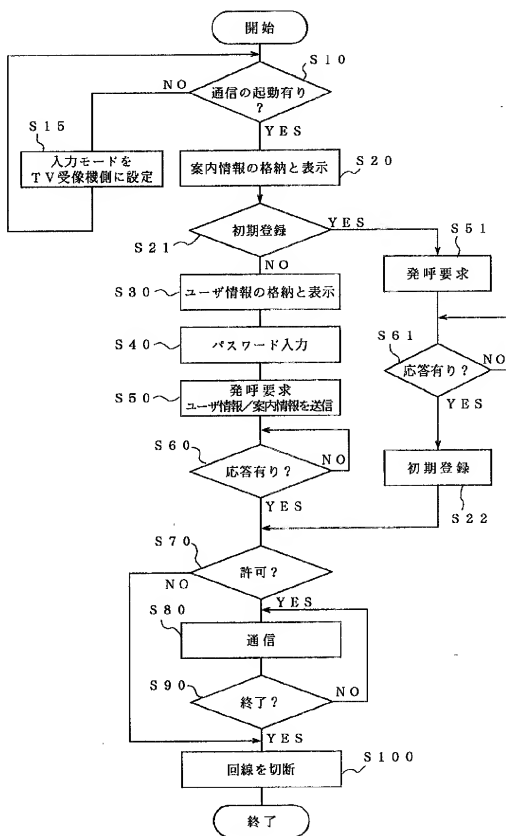 開始
S10
通信の起動有り
?
NO
YES
S15
入力モードを
TV受像機側に設定
案内情報の格納と表示
S20
初期登録
S21
YES
NO
S51
発呼要求
S30
ユーザ情報の格納と表示
S40
パスワード入力
S61
応答有り?
NO
YES
S50
発呼要求
ユーザ情報/案内情報を送信
S60
応答有り?
NO
YES
初期登録
S22
S70
許可?
NO
YES
S80
通信
S90
終了?
NO
YES
回線を切断
S100
終了